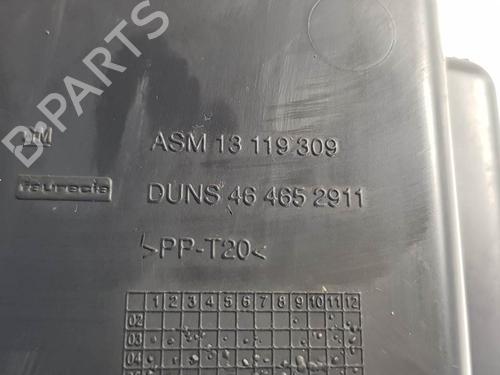 B-PARTS
GM ASM 13 119 309
faurecia DUNS 46 465 2911
>PP-T20<
1 2 3 4 5 6 7 8 9 10 11 12
02
03
04